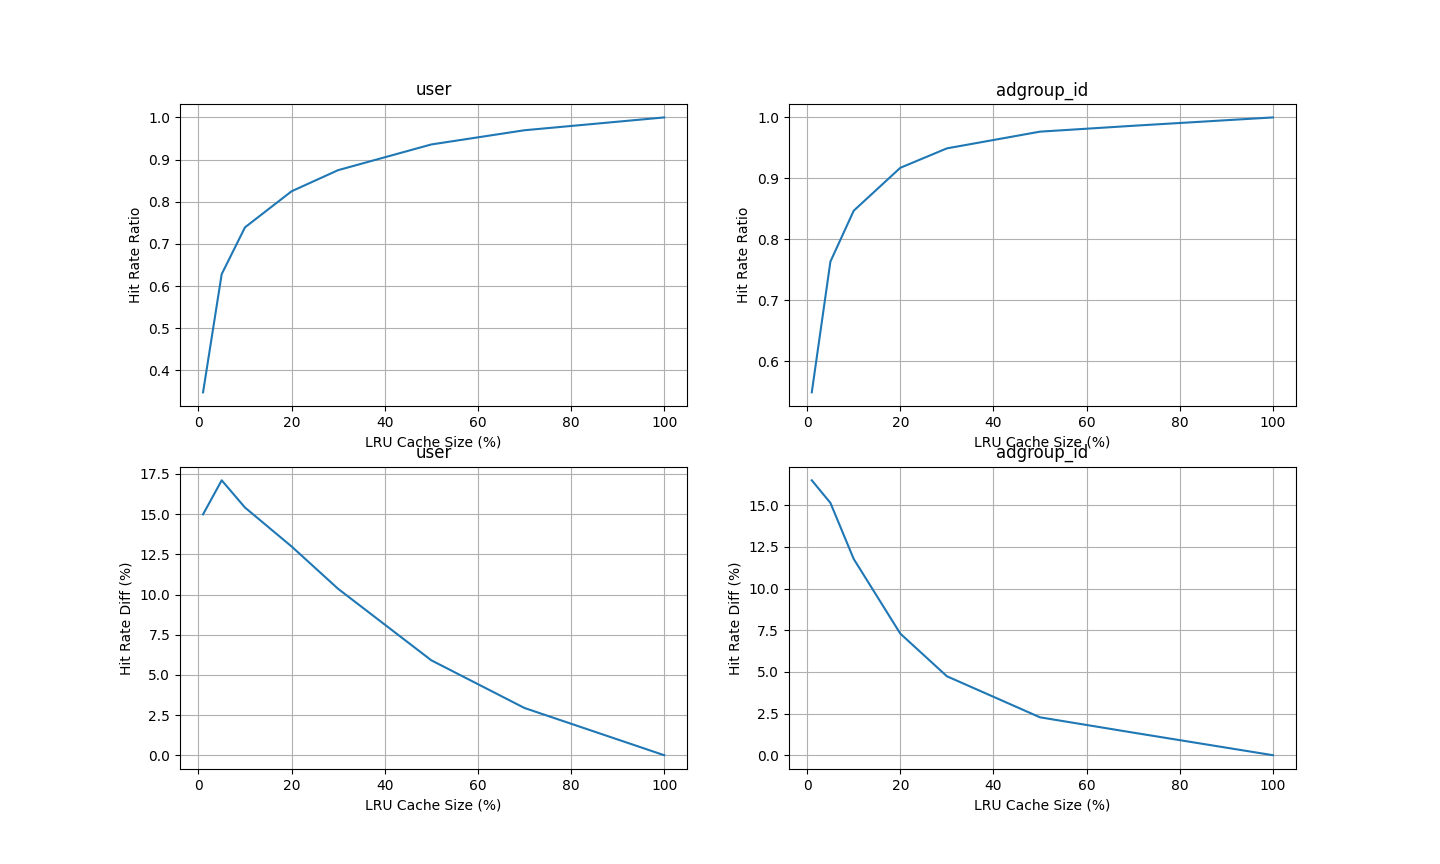 user
1.0
0.9
0.8
0.7
0.6
0.5
0.4
Hit Rate Ratio
0 20 40 60 80 100
LRU Cache Size (%)
adgroup_id
1.0
0.9
0.8
0.7
0.6
Hit Rate Ratio
0 20 40 60 80 100
LRU Cache Size (%)
user
17.5
15.0
12.5
10.0
7.5
5.0
2.5
0.0
Hit Rate Diff (%)
0 20 40 60 80 100
LRU Cache Size (%)
adgroup_id
15.0
12.5
10.0
7.5
5.0
2.5
0.0
Hit Rate Diff (%)
0 20 40 60 80 100
LRU Cache Size (%)